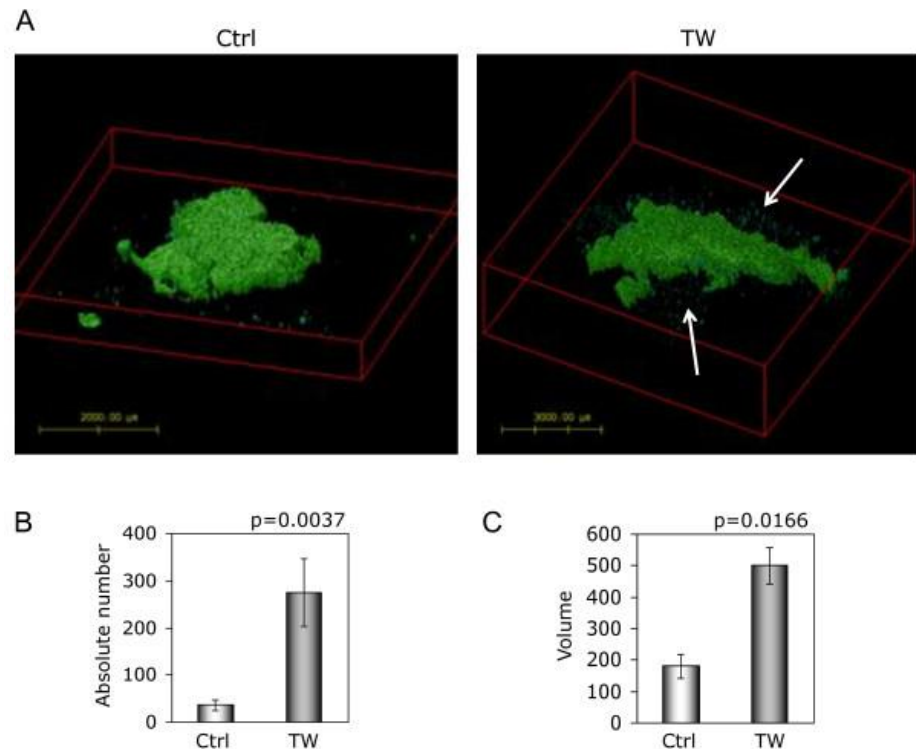 A
Ctrl
TW
2000.00 µm
3000.00 µm
B
p=0.0037
Absolute number
400
300
200
100
0
Ctrl
TW
C
p=0.0166
Volume
600
500
400
300
200
100
0
Ctrl
TW